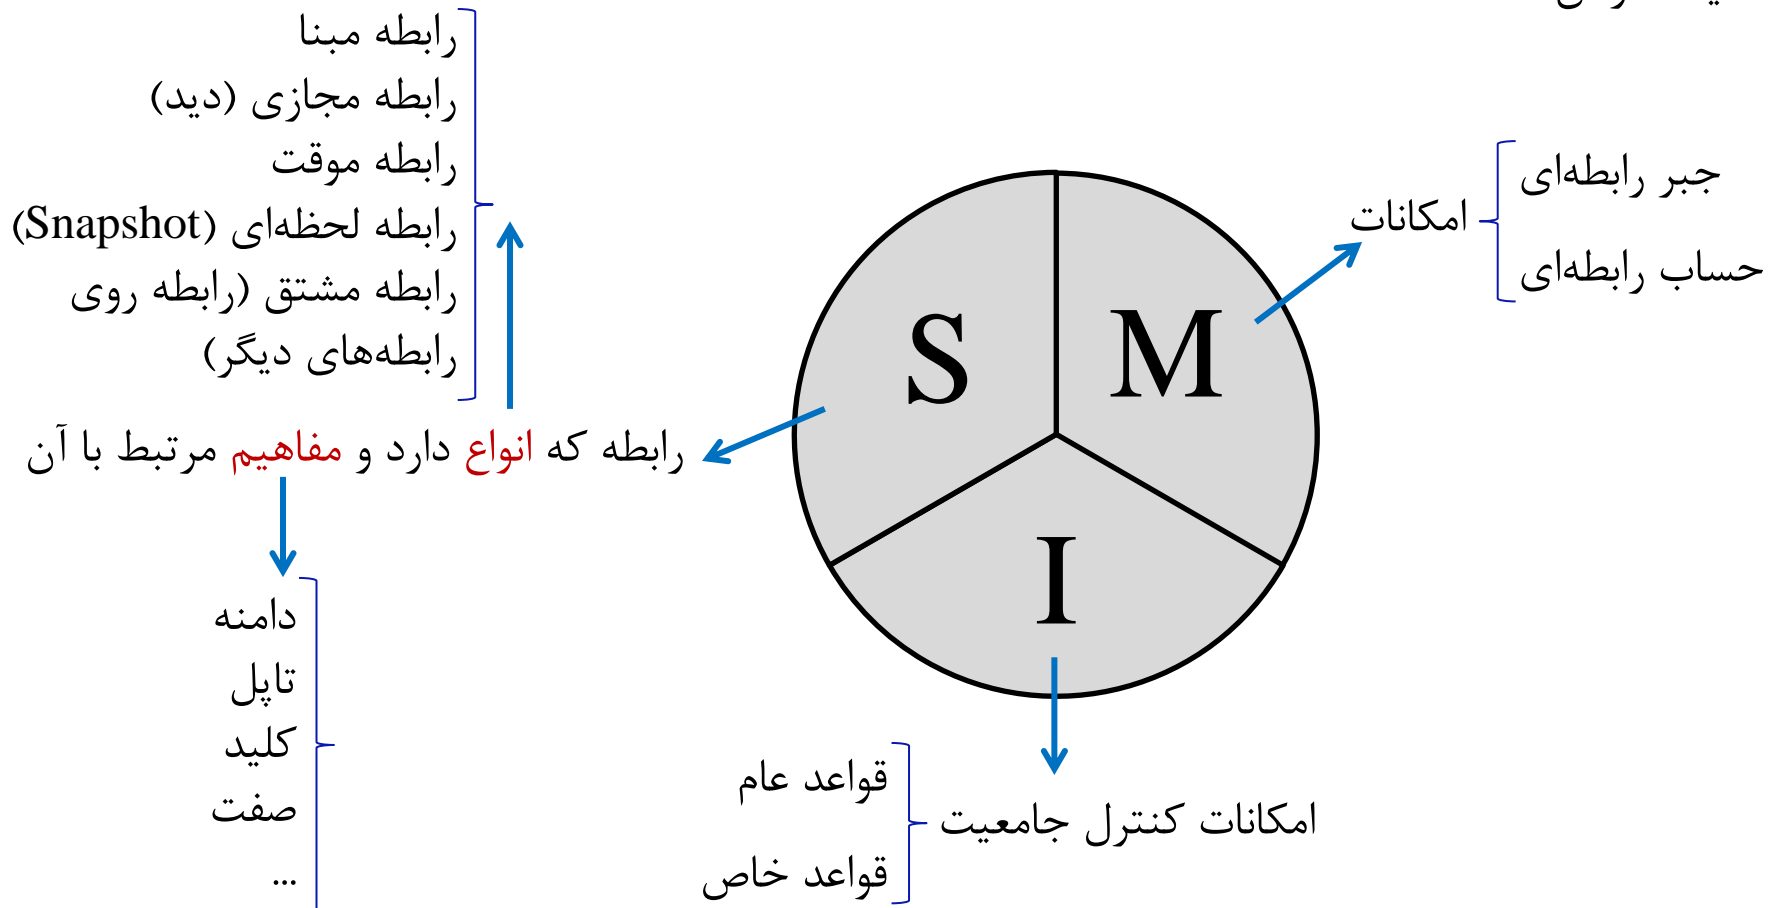 رابطه مبنا
رابطه مجازی (دید)
رابطه موقت
رابطه لحظه‌ای (Snapshot)
رابطه مشتق (رابطه روی
رابطه‌های دیگر)
رابطه که انواع دارد و مفاهیم مرتبط با آن
دامنه
تاپل
کلید
صفت
...
S
M
I
امکانات
جبر رابطه‌ای
حساب رابطه‌ای
امکانات کنترل جامعیت
قواعد عام
قواعد خاص